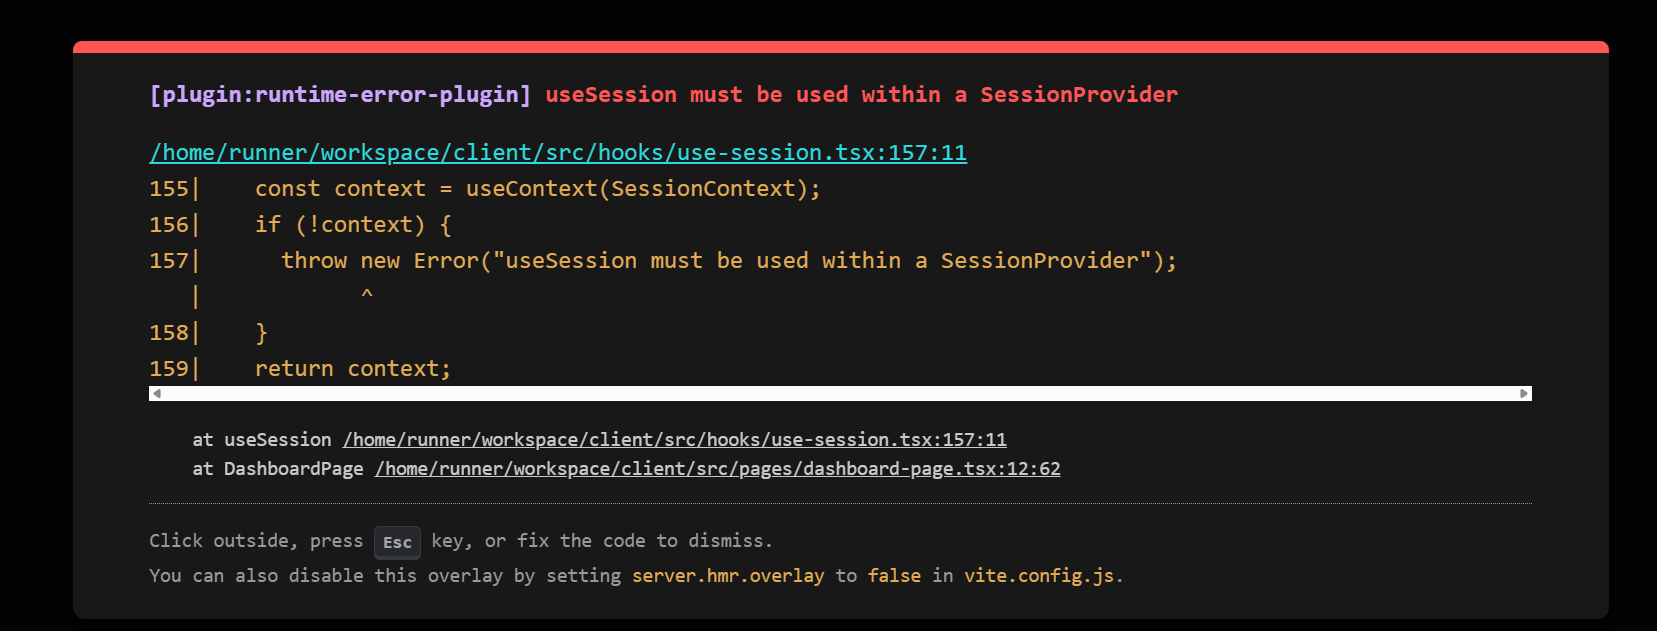 [plugin:runtime-error-plugin] useSession must be used within a SessionProvider
/home/runner/workspace/client/src/hooks/use-session.tsx:157:11
155|    const context = useContext(SessionContext);
156|    if (!context) {
157|      throw new Error("useSession must be used within a SessionProvider");
   |            ^
158|    }
159|    return context;
at useSession /home/runner/workspace/client/src/hooks/use-session.tsx:157:11
at DashboardPage /home/runner/workspace/client/src/pages/dashboard-page.tsx:12:62
Click outside, press Esc key, or fix the code to dismiss.
You can also disable this overlay by setting server.hmr.overlay to false in vite.config.js.